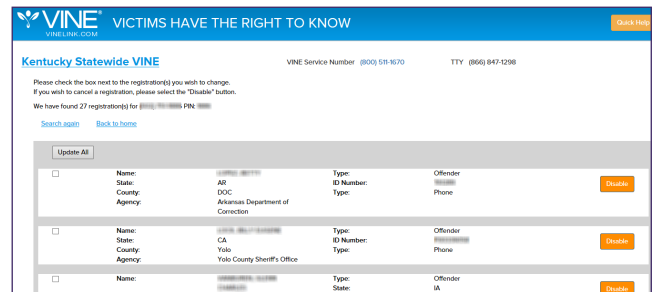 VINE® VICTIMS HAVE THE RIGHT TO KNOW Quick Help
VINELINK.COM
Kentucky Statewide VINE VINE Service Number (800) 511-1670 TTY (866) 847-1298
Please check the box next to the registration(s) you wish to change.
If you wish to cancel a registration, please select the "Disable" button.
We have found 27 registration(s) for PIN:
Search again Back to home
Update All
Name: Type: Offender
State: AR ID Number:
County: DOC Type: Phone
Agency: Arkansas Department of
Correction
Disable
Name: Type: Offender
State: CA ID Number:
County: Yolo Type: Phone
Agency: Yolo County Sheriff's Office
Disable
Name: Type: Offender
State: IA
Disable